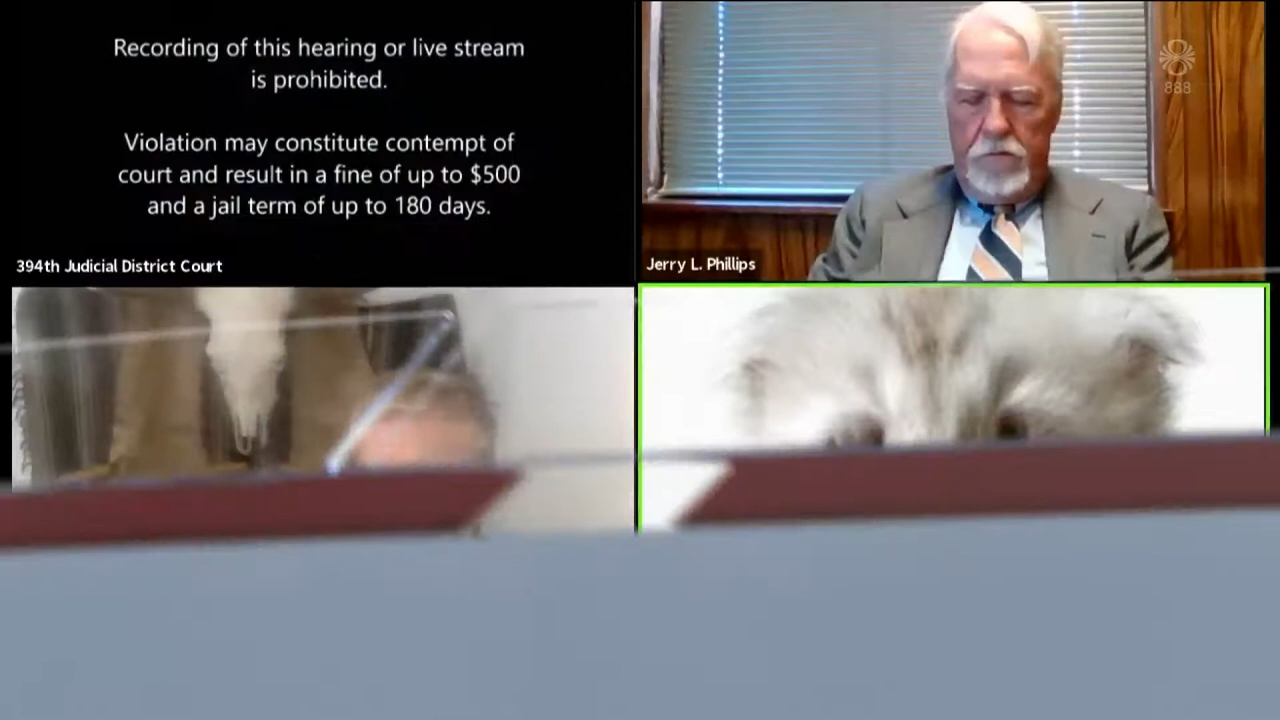 Recording of this hearing or live stream
is prohibited.
Violation may constitute contempt of
court and result in a fine of up to $500
and a jail term of up to 180 days.
394th Judicial District Court
Jerry L. Phillips
888